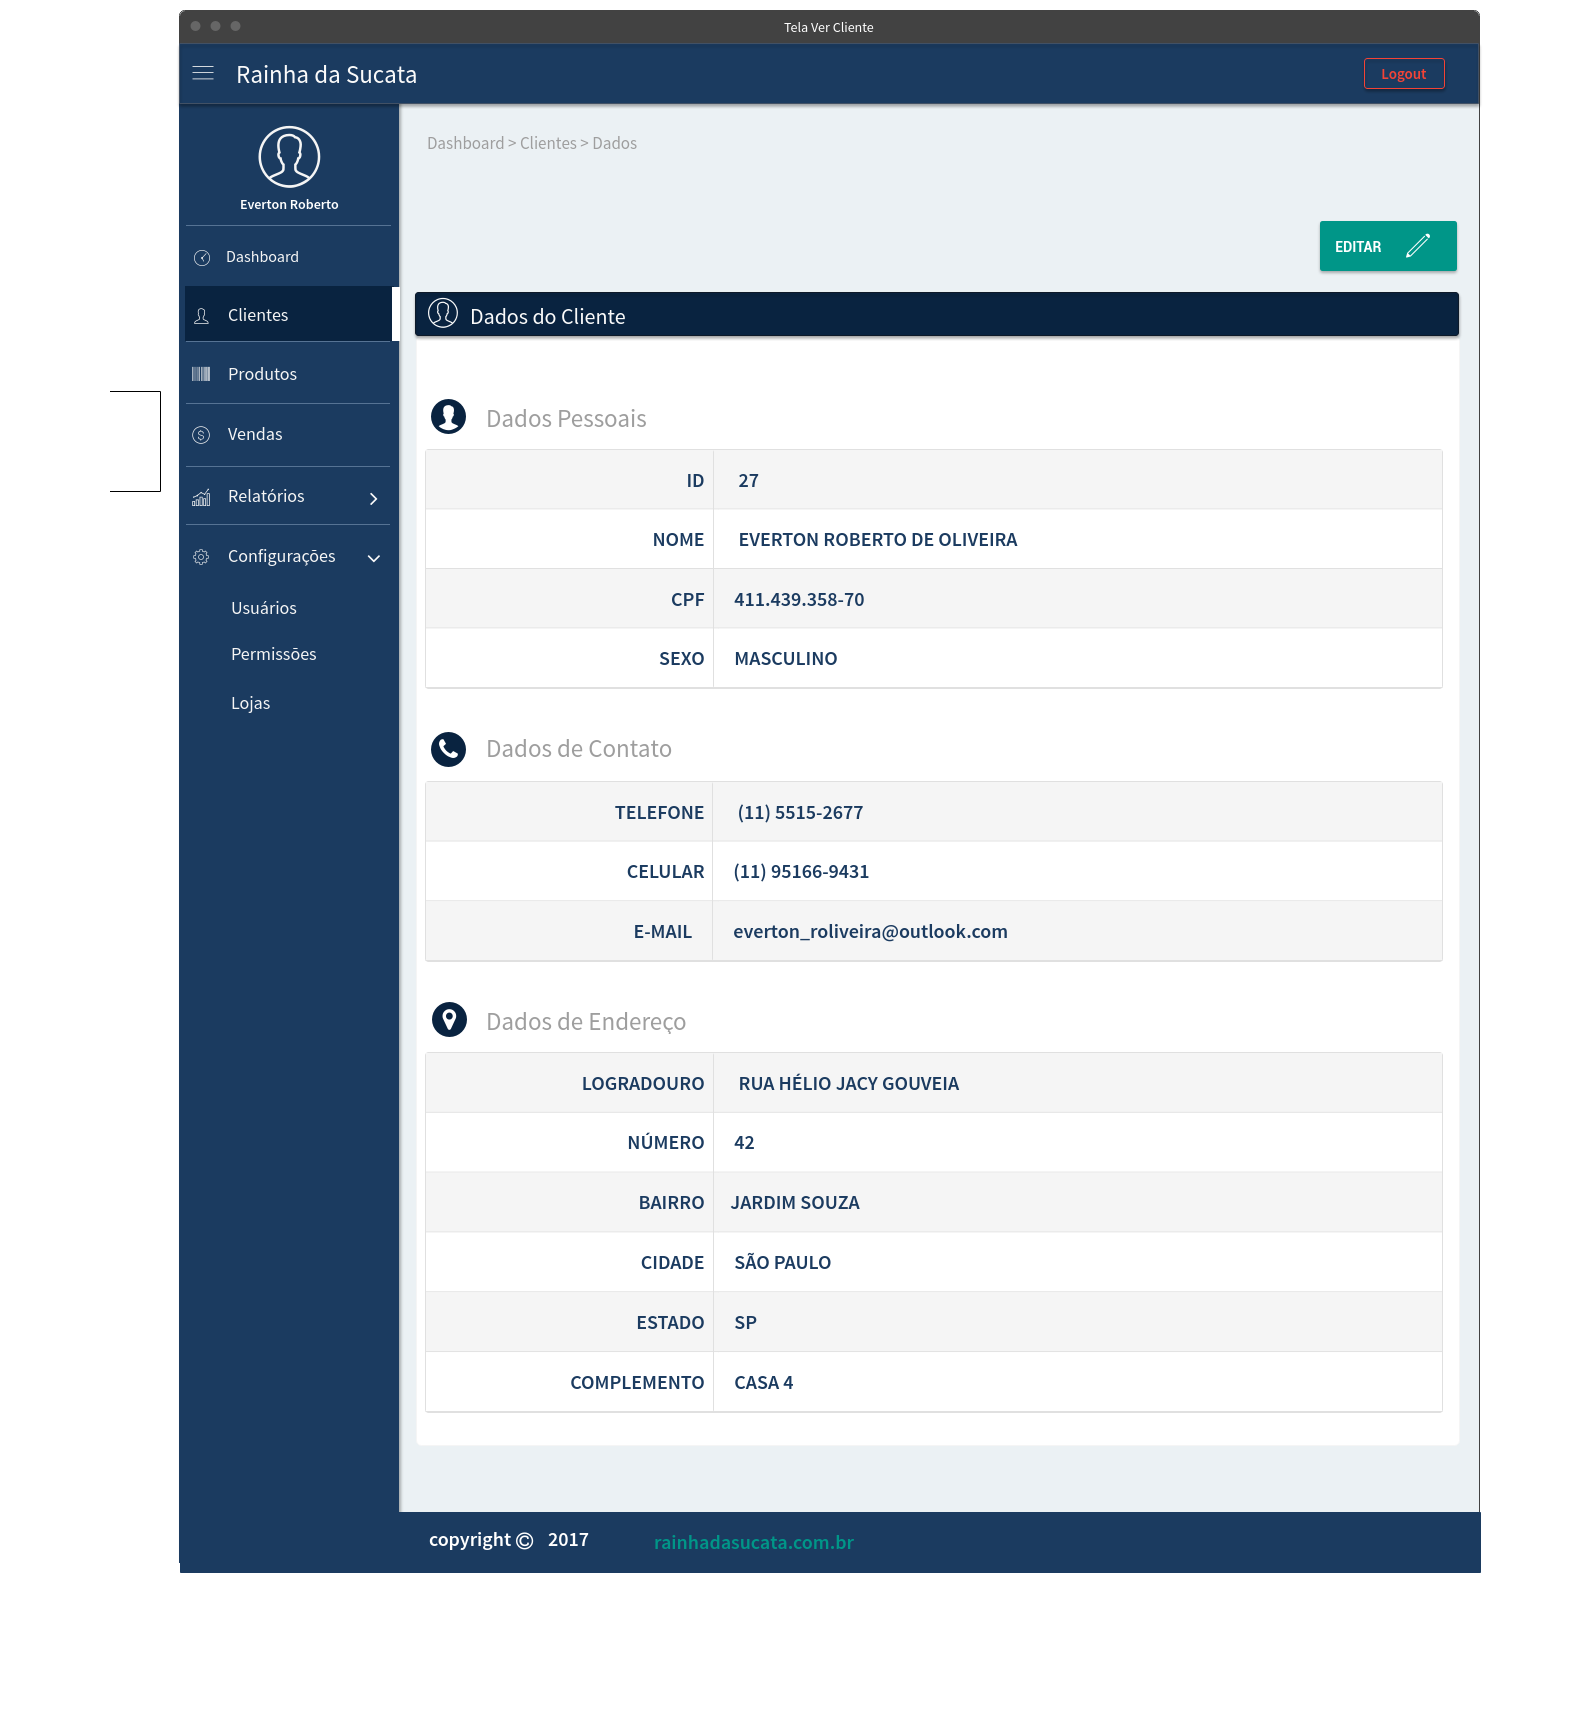 Tela Ver Cliente
Rainha da Sucata
Logout
Everton Roberto
Dashboard
Clientes
Produtos
Vendas
Relatórios
Configurações
Usuários
Permissões
Lojas
Dashboard > Clientes > Dados
EDITAR
Dados do Cliente
Dados Pessoais
ID 27
NOME EVERTON ROBERTO DE OLIVEIRA
CPF 411.439.358-70
SEXO MASCULINO
Dados de Contato
TELEFONE (11) 5515-2677
CELULAR (11) 95166-9431
E-MAIL everton_roliveira@outlook.com
Dados de Endereço
LOGRADOURO RUA HÉLIO JACY GOUVEIA
NÚMERO 42
BAIRRO JARDIM SOUZA
CIDADE SÃO PAULO
ESTADO SP
COMPLEMENTO CASA 4
copyright © 2017 rainhadasucata.com.br